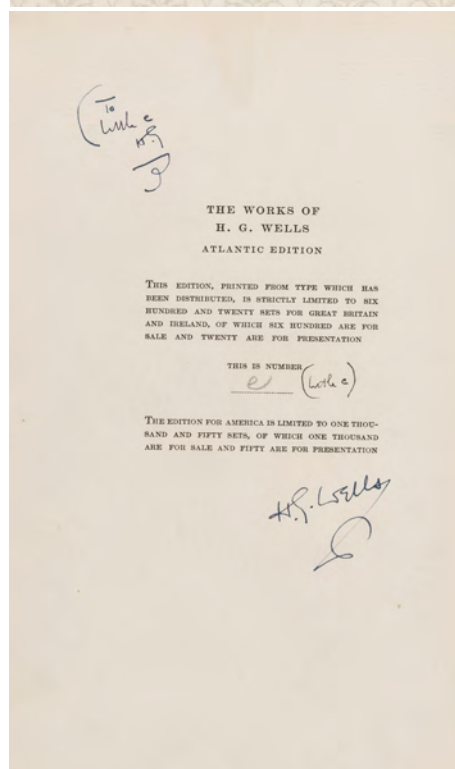 (To
little e
H.G
THE WORKS OF
H. G. WELLS
ATLANTIC EDITION
THIS EDITION, PRINTED FROM TYPE WHICH HAS
BEEN DISTRIBUTED, IS STRICTLY LIMITED TO SIX
HUNDRED AND TWENTY SETS FOR GREAT BRITAIN
AND IRELAND, OF WHICH SIX HUNDRED ARE FOR
SALE AND TWENTY ARE FOR PRESENTATION
THIS IS NUMBER
e (little e)
THE EDITION FOR AMERICA IS LIMITED TO ONE THOU-
SAND AND FIFTY SETS, OF WHICH ONE THOUSAND
ARE FOR SALE AND FIFTY ARE FOR PRESENTATION
H.G. Wells